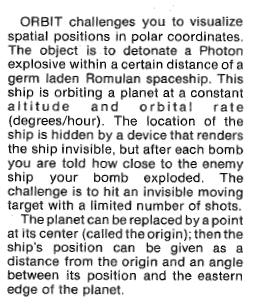 ORBIT challenges you to visualize
spatial positions in polar coordinates.
The object is to detonate a Photon
explosive within a certain distance of a
germ laden Romulan spaceship. This
ship is orbiting a planet at a constant
altitude and orbital rate
(degrees/hour). The location of the
ship is hidden by a device that renders
the ship invisible, but after each bomb
you are told how close to the enemy
ship your bomb exploded. The
challenge is to hit an invisible moving
target with a limited number of shots.
The planet can be replaced by a point
at its center (called the origin); then the
ship's position can be given as a
distance from the origin and an angle
between its position and the eastern
edge of the planet.